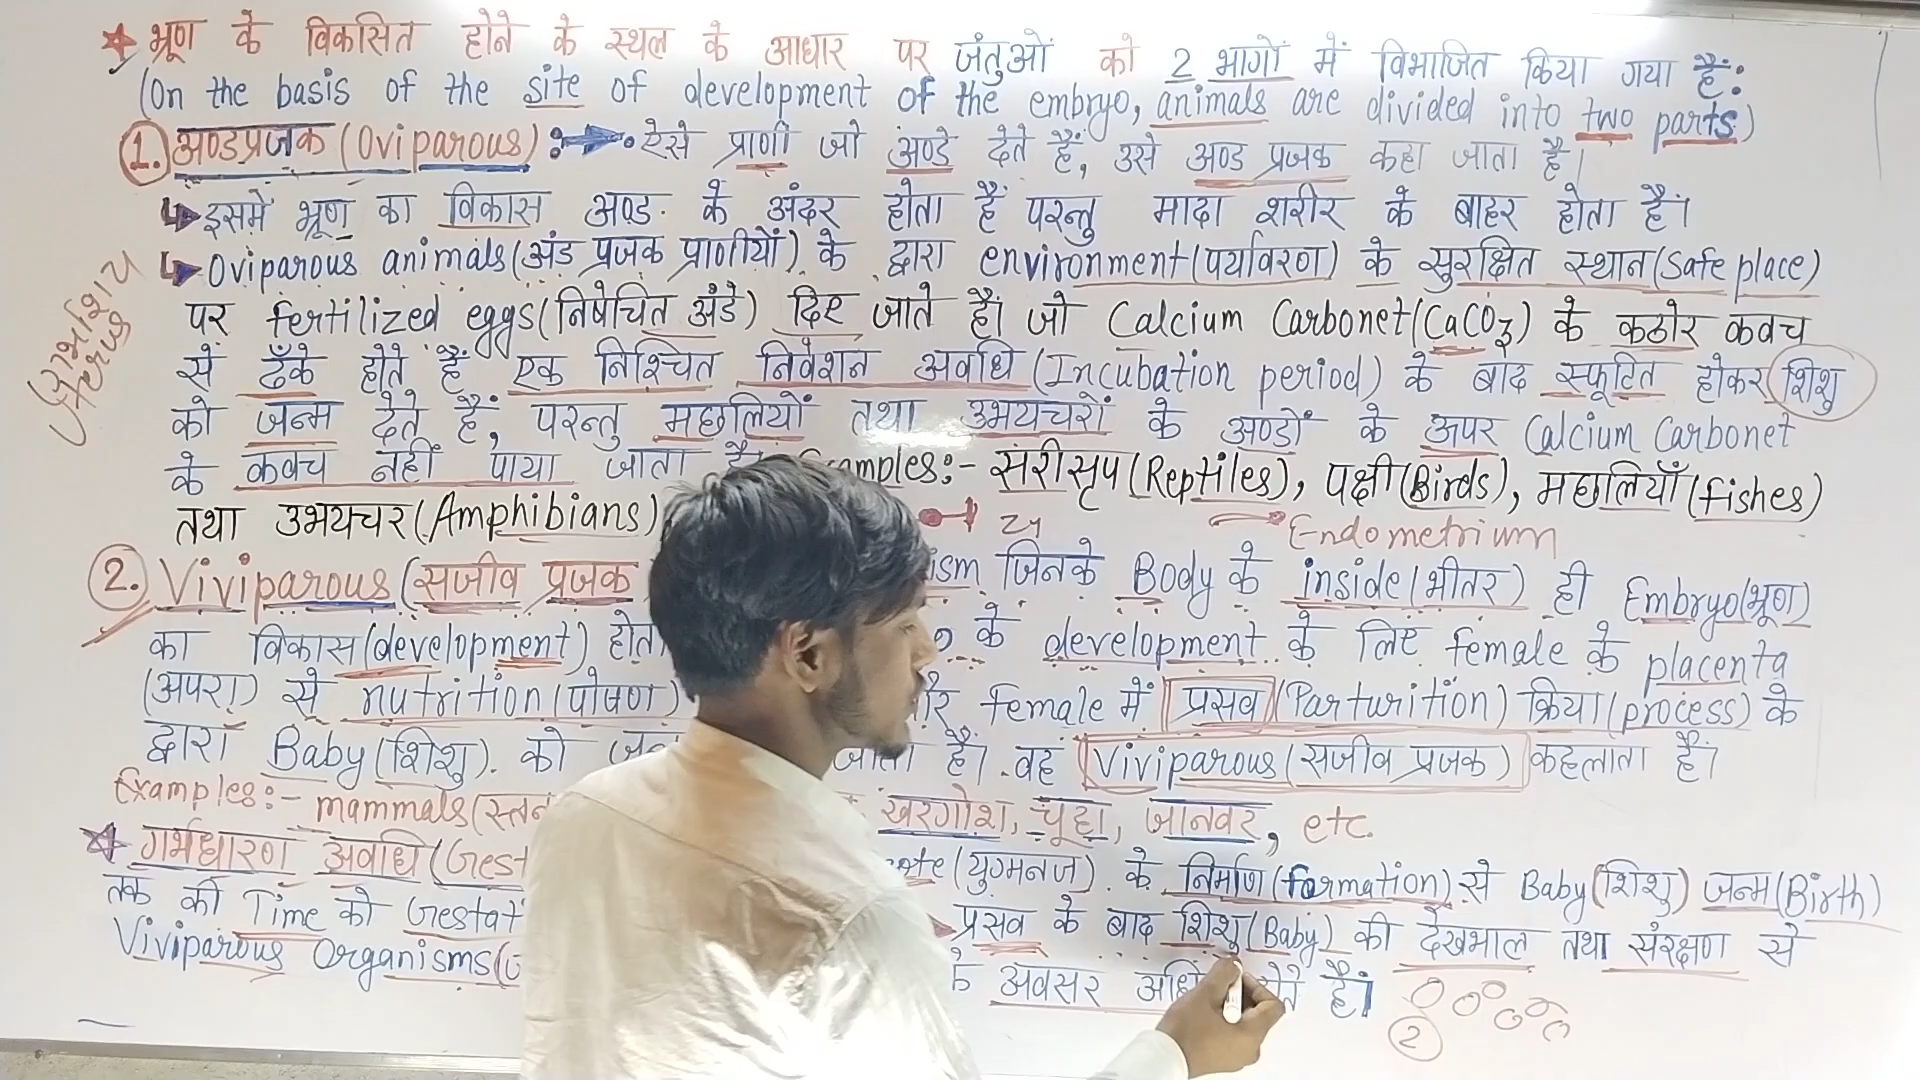 भ्रूण के विकसित होने के स्थल के आधार पर जंतुओं को 2 भागों में विभाजित किया गया है:
(On the basis of the site of development of the embryo, animals are divided into two parts.)
1. अण्डप्रजक (Oviparous) : ऐसे प्राणी जो अण्डे देते हैं, उसे अण्ड प्रजक कहा जाता है।
इसमें भ्रूण का विकास अण्ड. के अंदर होता हैं परन्तु मादा शरीर के बाहर होता है।
Oviparous animals (अंड प्रजक प्राणीयों) के द्वारा environment (पर्यावरण) के सुरक्षित स्थान (Safe place)
पर fertilized eggs (निषेचित अंडे) दिए जाते हैं। जो Calcium Carbonet (CaCO3) के कठोर कवच
से ढँके होते हैं एक निश्चित निवेशन अवधि (Incubation period) के बाद स्फूटित होकर शिशु
को जन्म देते हैं, परन्तु मछलियों तथा उभयचरों के अण्डों के ऊपर Calcium Carbonet
के कवच नहीं पाया जाता है। :- सरीसृप (Reptiles), पक्षी (Birds), मछलियाँ (fishes)
तथा उभयचर (Amphibians)
Endometrium
2. Viviparous (सजीव प्रजक जिनके Body के inside (भीतर) ही Embryo (भ्रूण)
का विकास (development) होता के development के लिए female के placenta
(अपरा) से nutrition (पोषण) female में प्रसव (Parturition) क्रिया (process) के
द्वारा Baby (शिशु). को जाता है। वह Viviparous (सजीव प्रजक) कहलाता हैं।
Examples:- mammals ( खरगोश, चूहा, जानवर, etc.
गर्भधारण अवधि ( (युग्मनज) के निर्माण (formation) से Baby (शिशु) जन्म (Birth)
तक की Time को प्रसव के बाद शिशु (Baby) की देखभाल तथा संरक्षण से
Viviparous Organisms ( के अवसर होते हैं।
2
गर्भाशय
Uterus